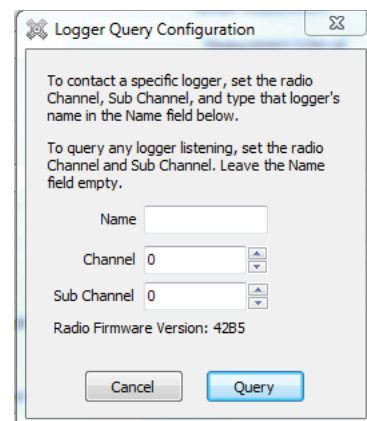 Logger Query Configuration
To contact a specific logger, set the radio
Channel, Sub Channel, and type that logger's
name in the Name field below.
To query any logger listening, set the radio
Channel and Sub Channel. Leave the Name
field empty.
Name
Channel 0
Sub Channel 0
Radio Firmware Version: 42B5
Cancel Query